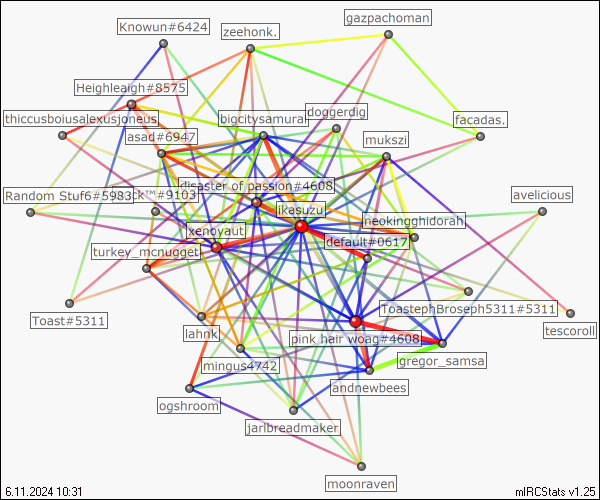 gazpachoman
Knowun#6424
zeehonk.
Heighleaigh#8575
thiccusboiusalexusjoneus
bigcitysamurai
doggerdig
facadas.
asad#6947
mukszi
disaster of passion#4608
Random Stuf6#5983
ck™#9103
avelicious
ikasuzu
neokingghidorah
xenoyaut
default#0617
turkey_mcnugget
Toast#5311
ToastephBroseph5311#5311
lahnk
tescoroll
pink hair woag#4608
mingus4742
gregor_samsa
andnewbees
ogshroom
jarlbreadmaker
moonraven
6.11.2024 10:31
mIRCStats v1.25